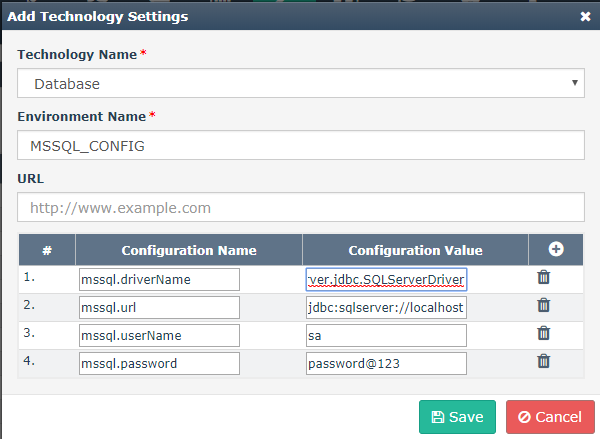 Add Technology Settings
Technology Name *
Database
Environment Name *
MSSQL_CONFIG
URL
http://www.example.com
# Configuration Name Configuration Value
1. mssql.driverName rver.jdbc.SQLServerDriver
2. mssql.url jdbc:sqlserver://localhost
3. mssql.userName sa
4. mssql.password password@123
Save Cancel